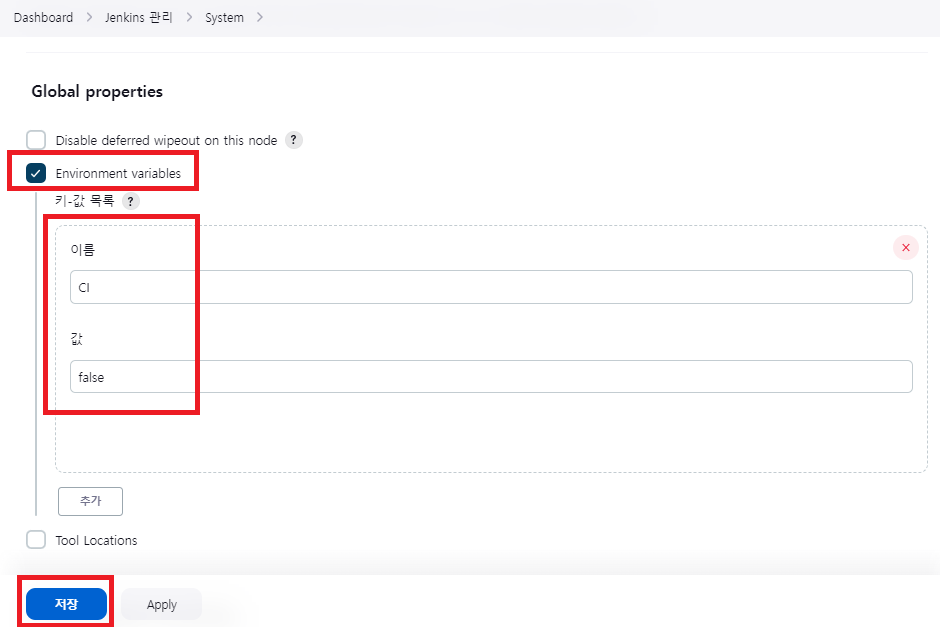 Dashboard > Jenkins 관리 > System >
Global properties
Disable deferred wipeout on this node ?
Environment variables
키-값 목록 ?
이름
CI
값
false
추가
Tool Locations
저장 Apply